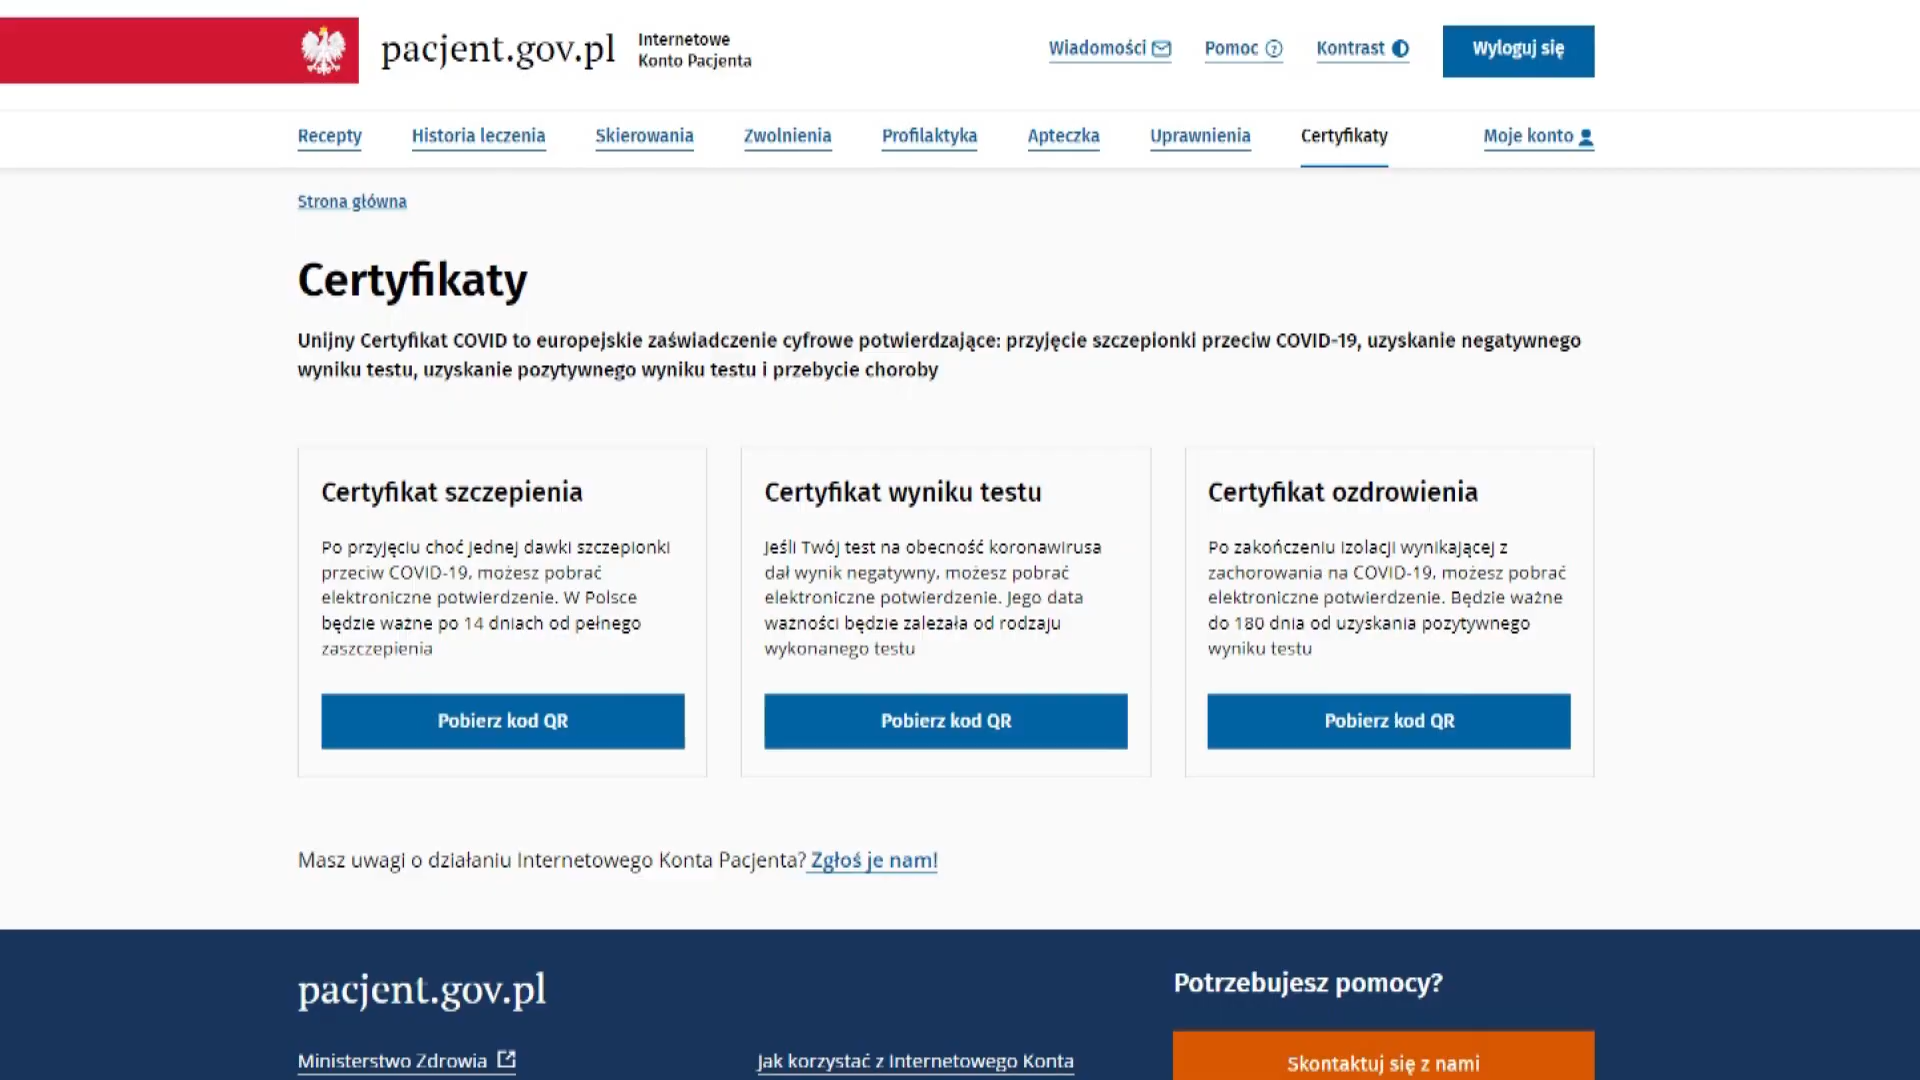 pacjent.gov.pl
Internetowe
Konto Pacjenta
Wiadomości
Pomoc
Kontrast
Wyloguj się
Recepty
Historia leczenia
Skierowania
Zwolnienia
Profilaktyka
Apteczka
Uprawnienia
Certyfikaty
Moje konto
Strona główna
Certyfikaty
Unijny Certyfikat COVID to europejskie zaświadczenie cyfrowe potwierdzające: przyjęcie szczepionki przeciw COVID-19, uzyskanie negatywnego
wyniku testu, uzyskanie pozytywnego wyniku testu i przebycie choroby
Certyfikat szczepienia
Po przyjęciu choć jednej dawki szczepionki
przeciw COVID-19, możesz pobrać
elektroniczne potwierdzenie. W Polsce
będzie ważne po 14 dniach od pełnego
zaszczepienia
Pobierz kod QR
Certyfikat wyniku testu
Jeśli Twój test na obecność koronawirusa
dał wynik negatywny, możesz pobrać
elektroniczne potwierdzenie. Jego data
ważności będzie zależała od rodzaju
wykonanego testu
Pobierz kod QR
Certyfikat ozdrowienia
Po zakończeniu izolacji wynikającej z
zachorowania na COVID-19, możesz pobrać
elektroniczne potwierdzenie. Będzie ważne
do 180 dnia od uzyskania pozytywnego
wyniku testu
Pobierz kod QR
Masz uwagi o działaniu Internetowego Konta Pacjenta? Zgłoś je nam!
pacjent.gov.pl
Potrzebujesz pomocy?
Ministerstwo Zdrowia
Jak korzystać z Internetowego Konta
Skontaktuj się z nami